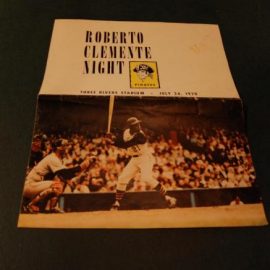 ROBERTO
CLEMENTE
NIGHT
PIRATES
THREE RIVERS STADIUM - JULY 24, 1970